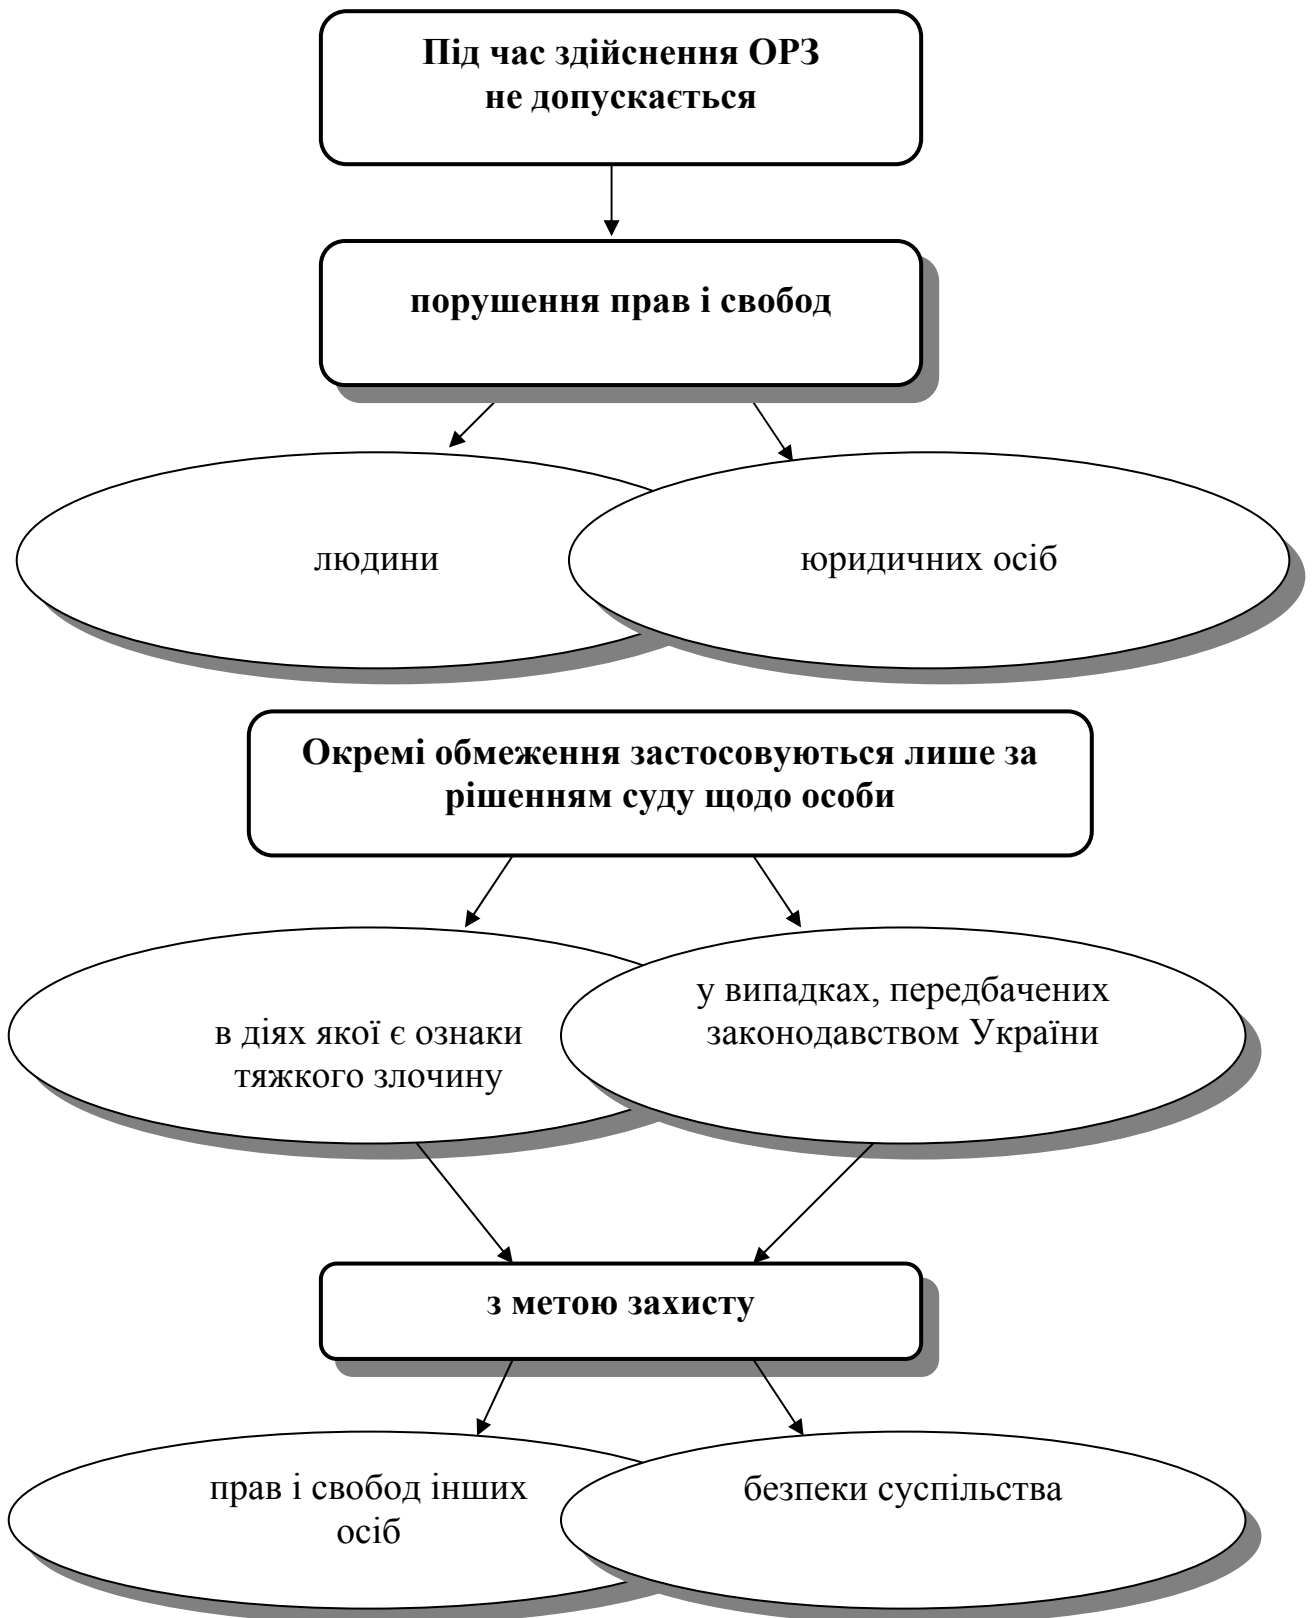 Під час здійснення ОРЗ
не допускається
порушення прав і свобод
людини
юридичних осіб
Окремі обмеження застосовуються лише за
рішенням суду щодо особи
в діях якої є ознаки
тяжкого злочину
у випадках, передбачених
законодавством України
з метою захисту
прав і свобод інших
осіб
безпеки суспільства